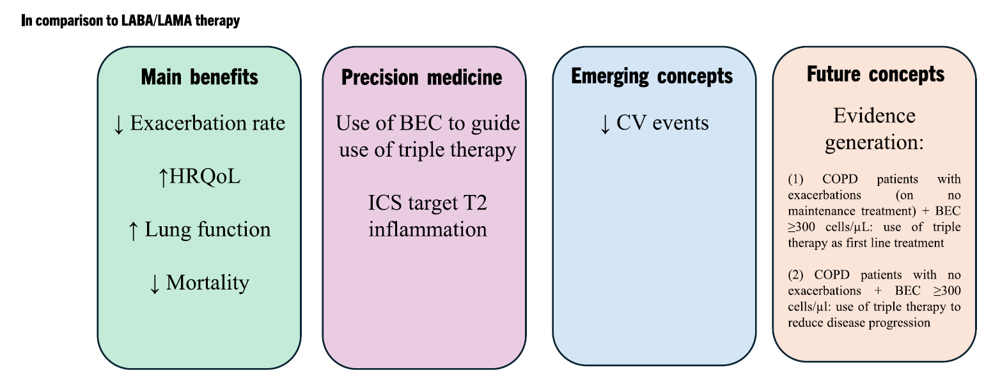 In comparison to LABA/LAMA therapy
Main benefits
↓ Exacerbation rate
↑HRQoL
↑ Lung function
↓ Mortality
Precision medicine
Use of BEC to guide
use of triple therapy
ICS target T2
inflammation
Emerging concepts
↓ CV events
Future concepts
Evidence
generation:
(1) COPD patients with
exacerbations (on no
maintenance treatment) + BEC
≥300 cells/µL: use of triple
therapy as first line treatment
(2) COPD patients with no
exacerbations + BEC ≥300
cells/µl: use of triple therapy to
reduce disease progression